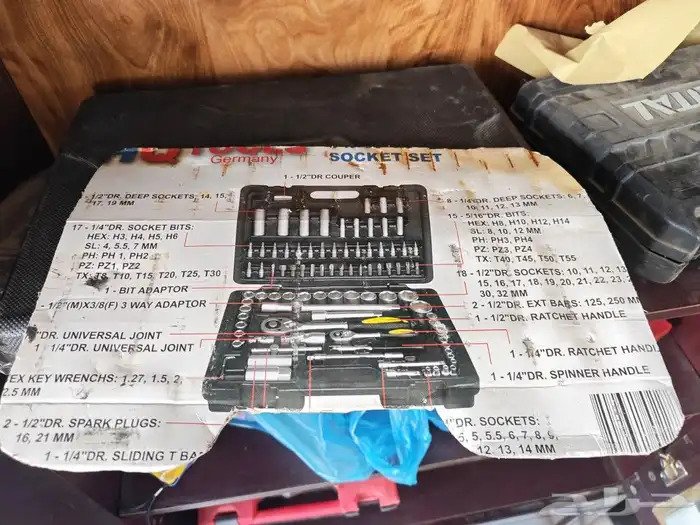 Germany
SOCKET SET
1 - 1/2"DR COUPER
- 1/2"DR. DEEP SOCKETS: 14, 15,
17, 19 MM
17 - 1/4"DR. SOCKET BITS:
HEX: H3, H4, H5, H6
SL: 4, 5.5, 7 MM
PH: PH 1, PH2
PZ: PZ1, PZ2
TX: T8, T10, T15, T20, T25, T30
1 - BIT ADAPTOR
- 1/2"(M)X3/8(F) 3 WAY ADAPTOR
"DR. UNIVERSAL JOINT
1 - 1/4"DR. UNIVERSAL JOINT
EX KEY WRENCHS: 1.27, 1.5, 2,
2.5 MM
2 - 1/2"DR. SPARK PLUGS:
16, 21 MM
1 - 1/4"DR. SLIDING T BA
8 - 1/4"DR. DEEP SOCKETS: 6, 7,
10, 11, 12, 13 MM
15 - 5/16"DR. BITS:
HEX: H8, H10, H12, H14
SL: 8, 10, 12 MM
PH: PH3, PH4
PZ: PZ3, PZ4
TX: T40, T45, T50, T55
18 - 1/2"DR. SOCKETS: 10, 11, 12, 13
15, 16, 17, 18, 19, 20, 21, 22, 23, 2
30, 32 MM
2 - 1/2"DR. EXT BARS: 125, 250 M
1 - 1/2"DR. RATCHET HANDLE
1 - 1/4"DR. RATCHET HANDL
1 - 1/4"DR. SPINNER HANDLE
"DR. SOCKETS:
5, 5.5, 6, 7, 8, 9,
12, 13, 14 MM
TOTAL
حراج